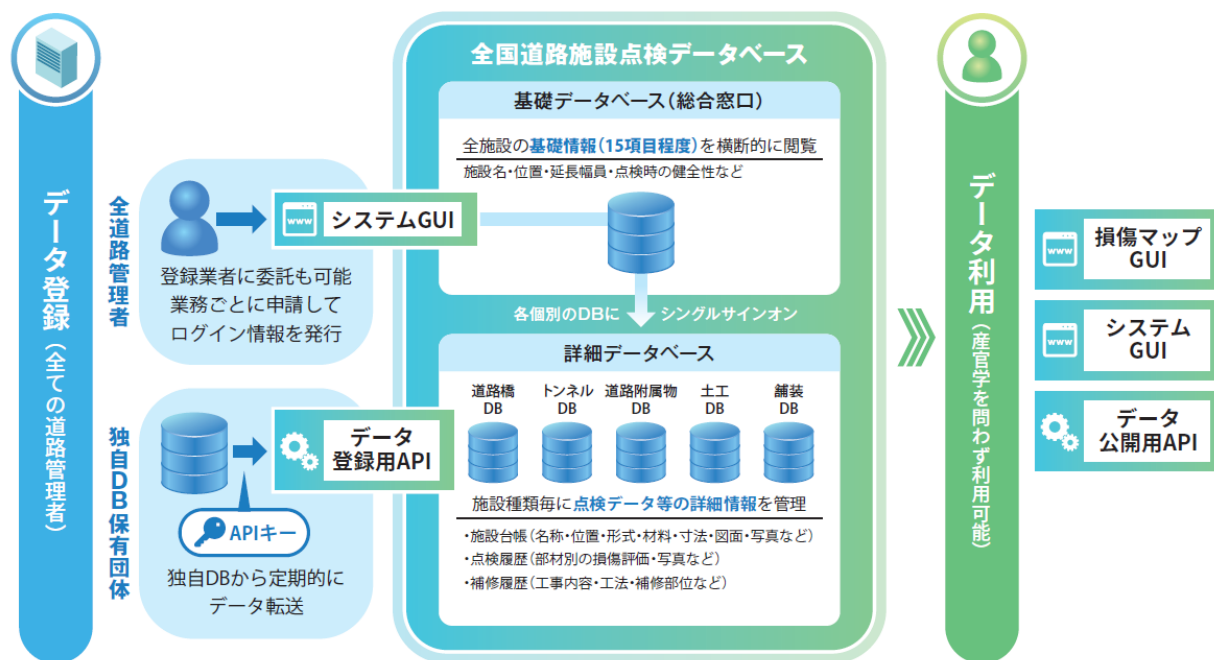 データ登録（全ての道路管理者）
全道路管理者
登録業者に委託も可能
業務ごとに申請して
ログイン情報を発行
www
システムGUI
独自DB保有団体
APIキー
独自DBから定期的に
データ転送
データ
登録用API
全国道路施設点検データベース
基礎データベース（総合窓口）
全施設の基礎情報（15項目程度）を横断的に閲覧
施設名・位置・延長幅員・点検時の健全性など
各個別のDBに シングルサインオン
詳細データベース
道路橋
DB
トンネル
DB
道路附属物
DB
土工
DB
舗装
DB
施設種類毎に点検データ等の詳細情報を管理
・施設台帳（名称・位置・形式・材料・寸法・図面・写真など）
・点検履歴（部材別の損傷評価・写真など）
・補修履歴（工事内容・工法・補修部位など）
データ利用（産官学を問わず利用可能）
www
損傷マップ
GUI
www
システム
GUI
データ
公開用API